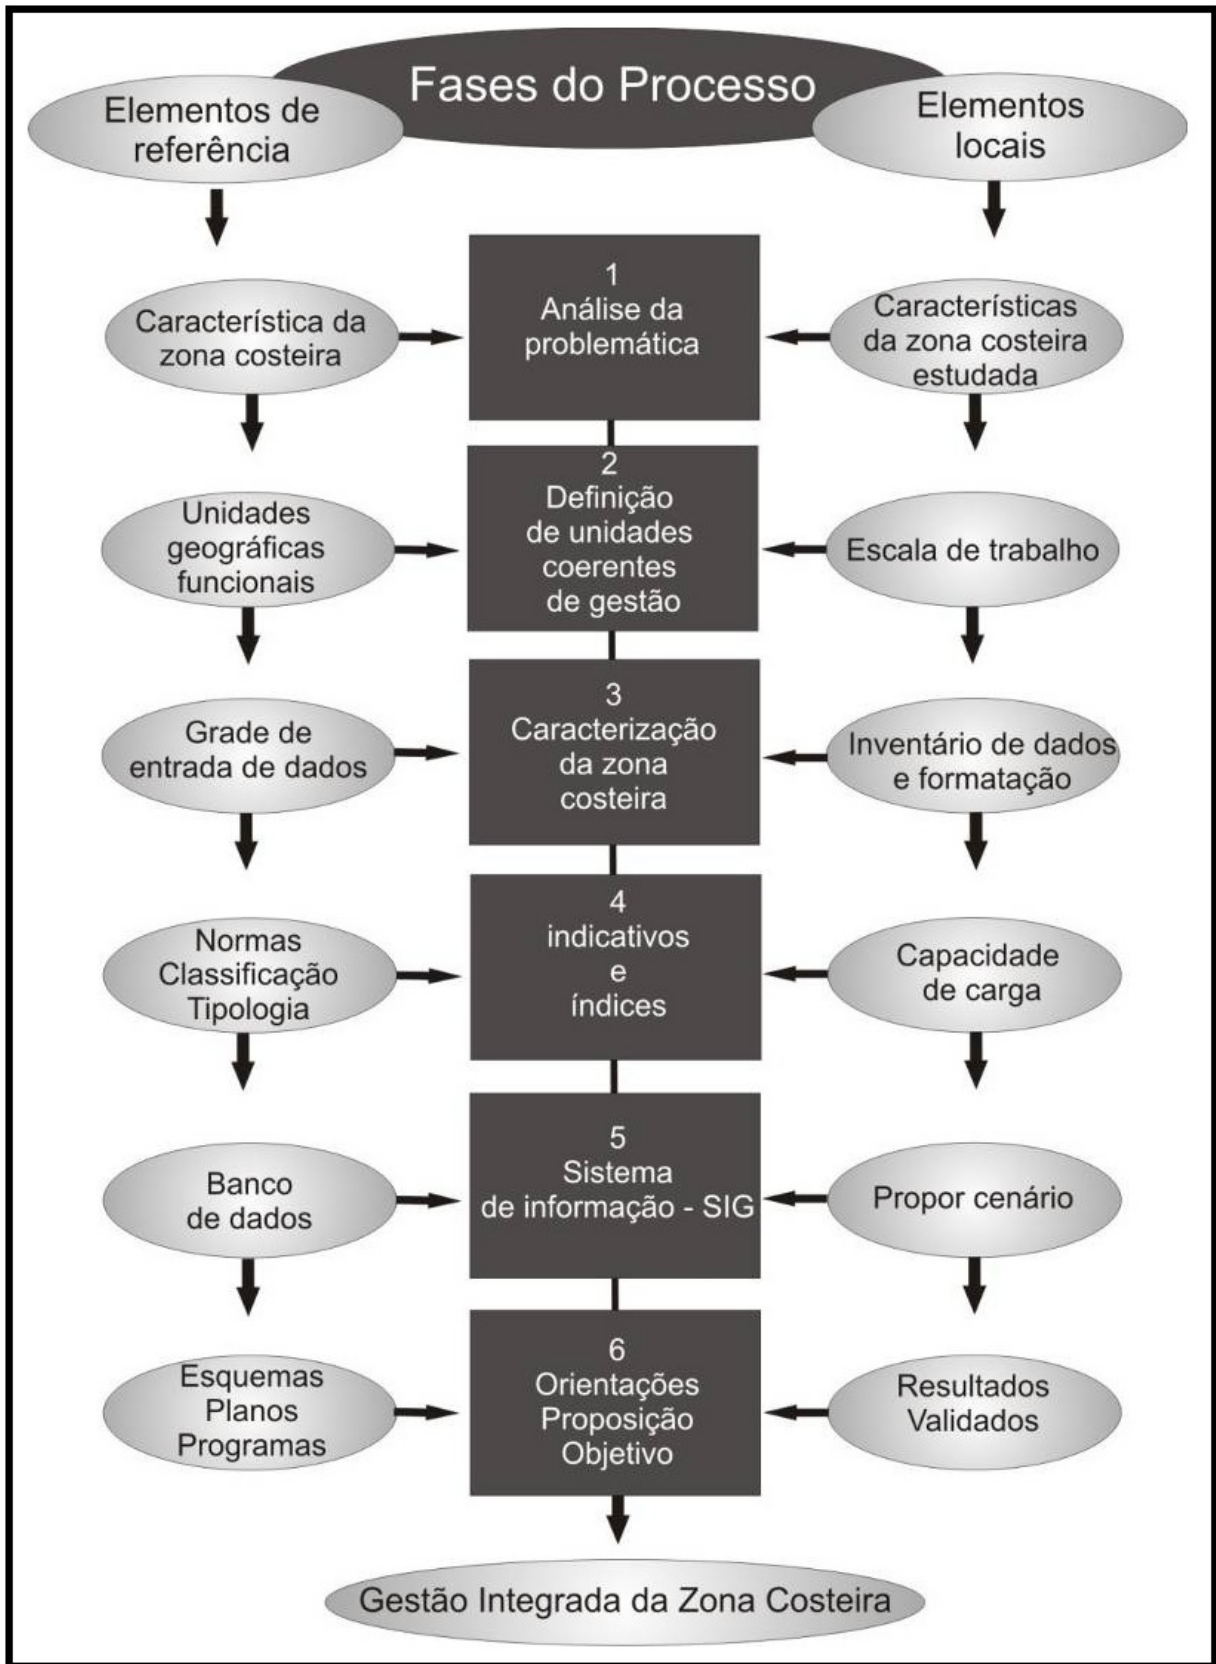 Fases do Processo
Elementos de
referência
Elementos
locais
1
Análise da
problemática
Característica da
zona costeira
Características
da zona costeira
estudada
2
Definição
de unidades
coerentes
de gestão
Unidades
geográficas
funcionais
Escala de trabalho
3
Caracterização
da zona
costeira
Grade de
entrada de dados
Inventário de dados
e formatação
4
indicativos
e
índices
Normas
Classificação
Tipologia
Capacidade
de carga
5
Sistema
de informação - SIG
Banco
de dados
Propor cenário
6
Orientações
Proposição
Objetivo
Esquemas
Planos
Programas
Resultados
Validados
Gestão Integrada da Zona Costeira